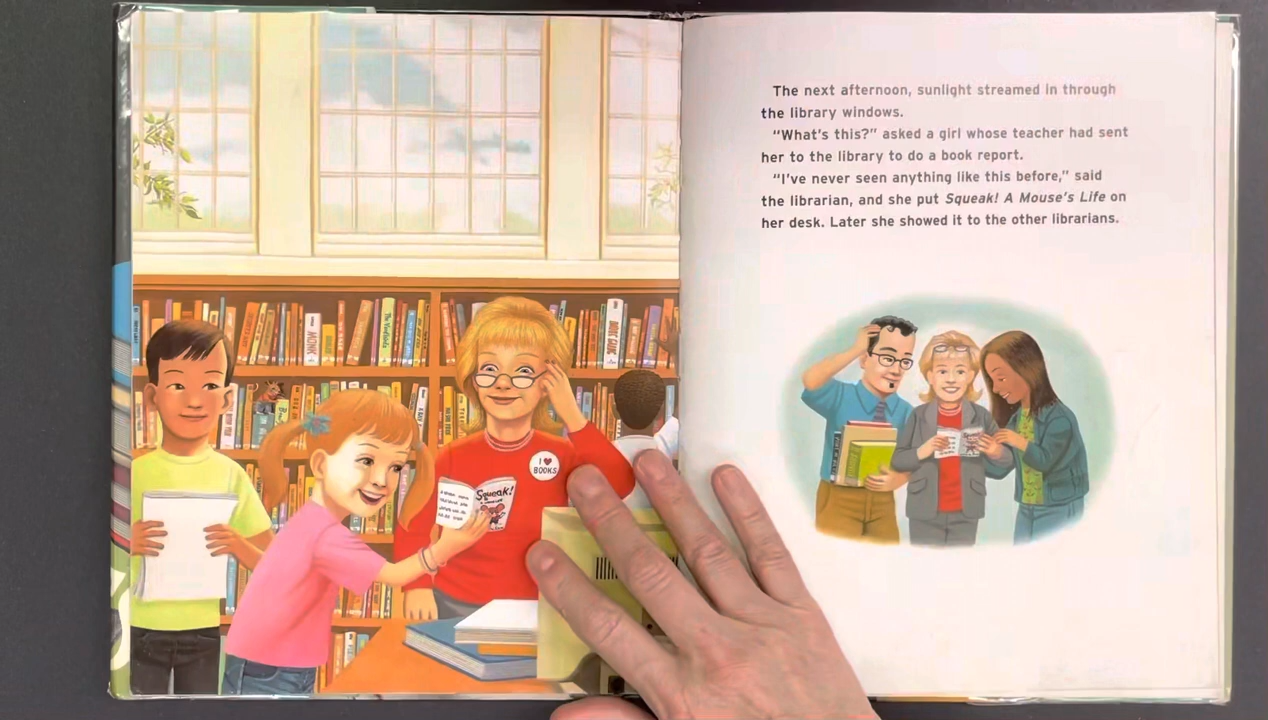 MONK
I ♥
BOOKS
Squeak!
The next afternoon, sunlight streamed in through
the library windows.
“What's this?” asked a girl whose teacher had sent
her to the library to do a book report.
“I've never seen anything like this before,” said
the librarian, and she put Squeak! A Mouse's Life on
her desk. Later she showed it to the other librarians.